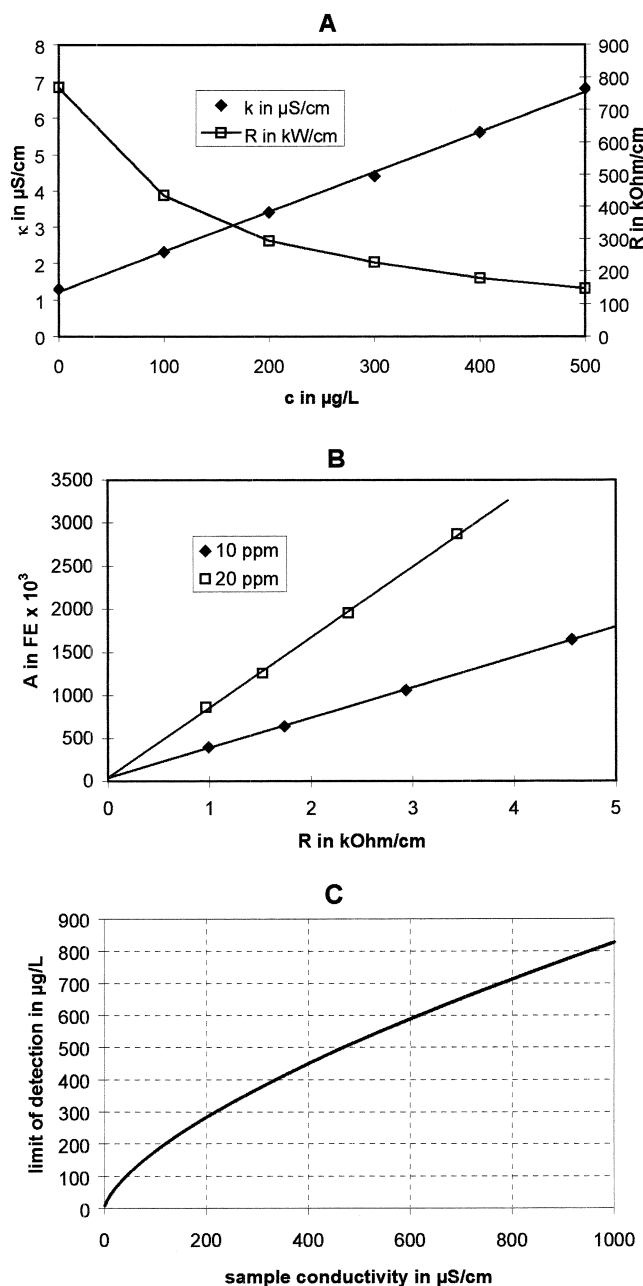 A
8
7
6
5
4
3
2
1
0
κ in µS/cm
k in µS/cm
R in kW/cm
900
800
700
600
500
400
300
200
100
0
R in kOhm/cm
0 100 200 300 400 500
c in µg/L
B
3500
3000
2500
2000
1500
1000
500
0
A in FE x 10³
10 ppm
20 ppm
0 1 2 3 4 5
R in kOhm/cm
C
900
800
700
600
500
400
300
200
100
0
limit of detection in µg/L
0 200 400 600 800 1000
sample conductivity in µS/cm